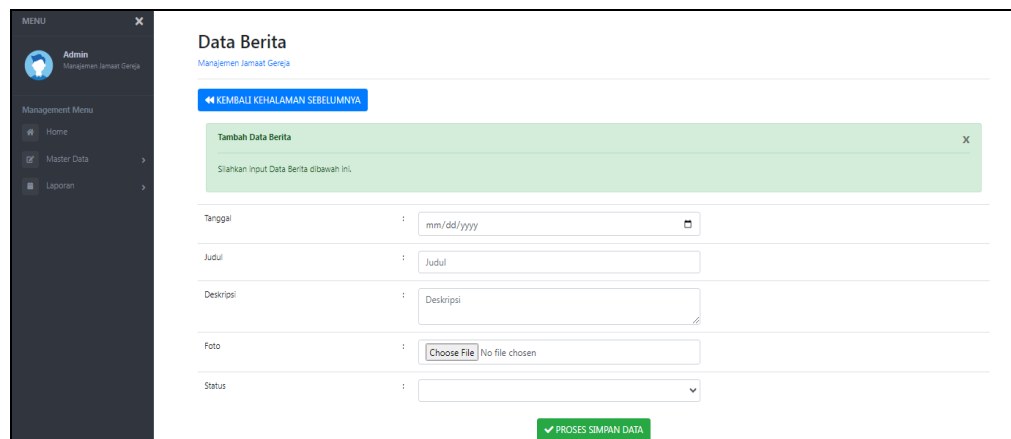 MENU
Admin
Manajemen Jamaat Gereja
Management Menu
Home
Master Data
Laporan
Data Berita
Manajemen Jamaat Gereja
KEMBALI KEHALAMAN SEBELUMNYA
Tambah Data Berita
X
Silahkan Input Data Berita dibawah ini.
Tanggal : mm/dd/yyyy
Judul : Judul
Deskripsi : Deskripsi
Foto : Choose File No file chosen
Status :
PROSES SIMPAN DATA